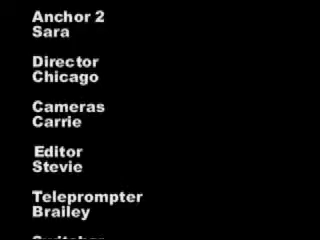 Anchor 2
Sara
Director
Chicago
Cameras
Carrie
Editor
Stevie
Teleprompter
Brailey